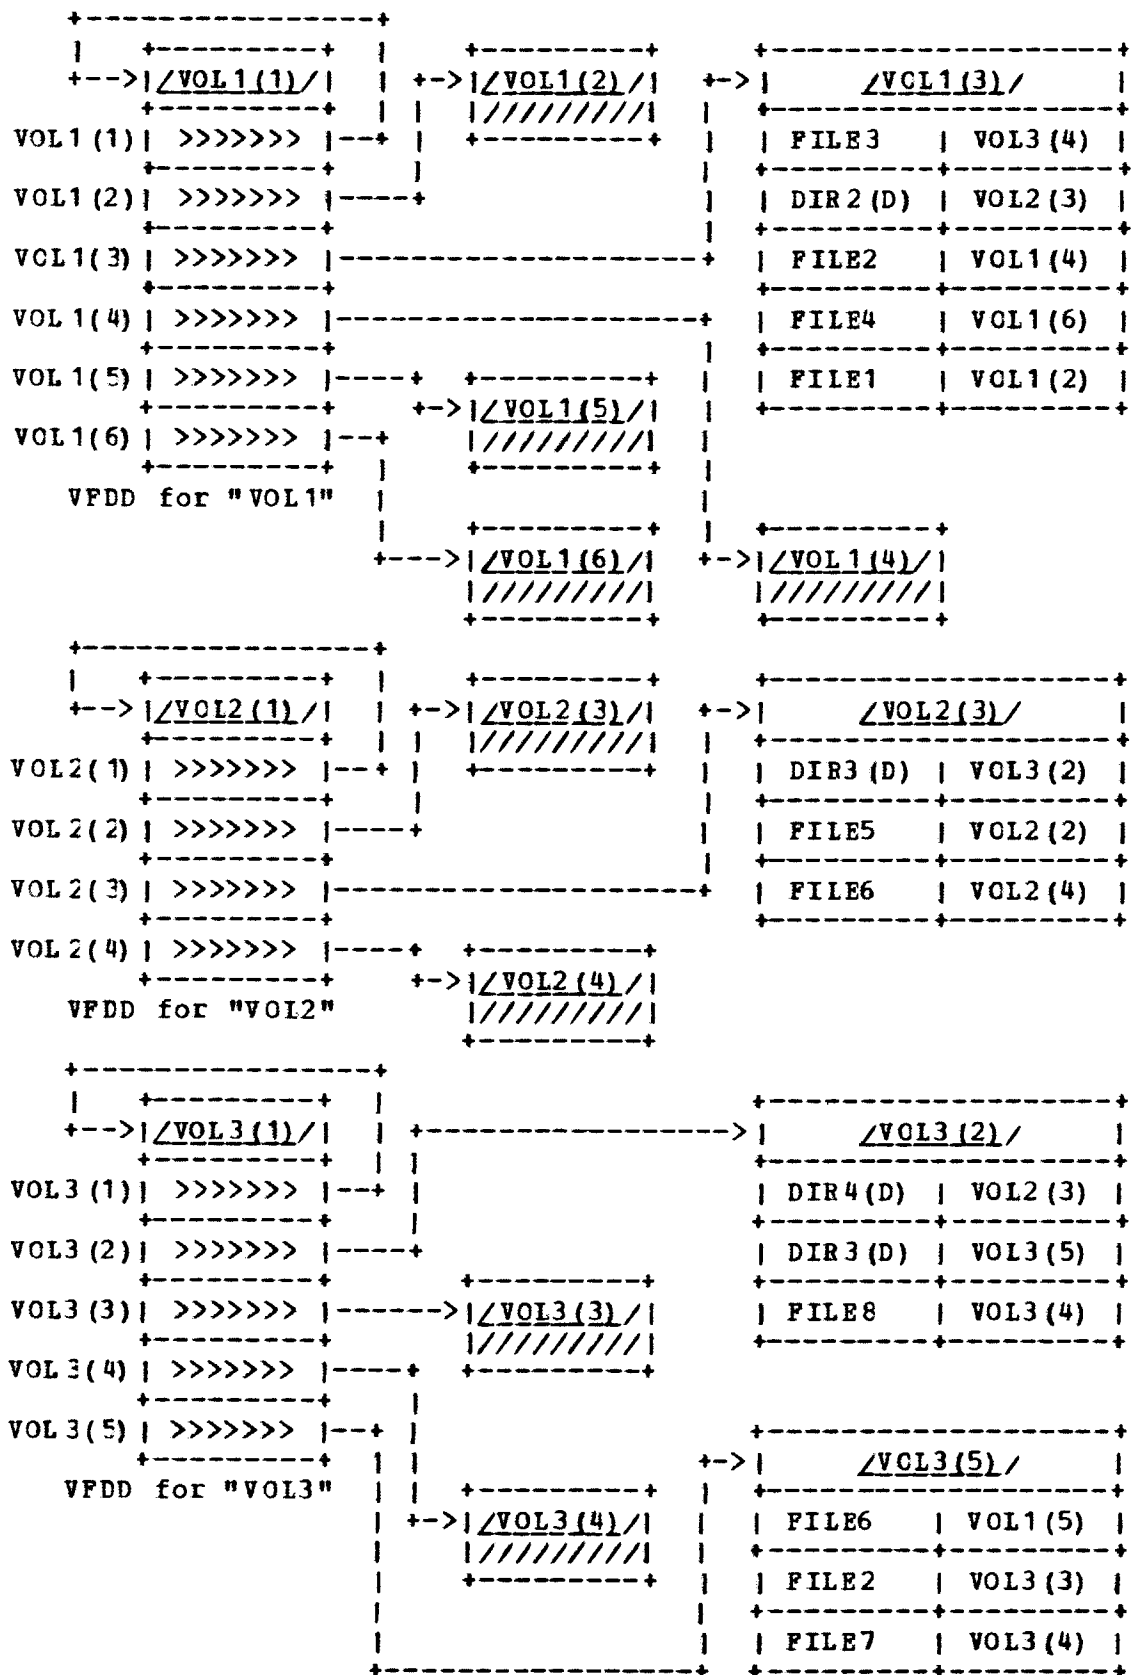 /VOL1(1)/ /VOL1(2)/ /VOL1(3)/
VOL1(1) >>>>>>> ///////// FILE3 VOL3(4)
VOL1(2) >>>>>>> DIR2(D) VOL2(3)
VOL1(3) >>>>>>> FILE2 VOL1(4)
VOL1(4) >>>>>>> FILE4 VOL1(6)
VOL1(5) >>>>>>> FILE1 VOL1(2)
/VOL1(5)/
VOL1(6) >>>>>>> /////////
VFDD for "VOL1"
/VOL1(6)/ /VOL1(4)/
///////// /////////
/VOL2(1)/ /VOL2(3)/ /VOL2(3)/
/////////
VOL2(1) >>>>>>> DIR3(D) VOL3(2)
VOL2(2) >>>>>>> FILE5 VOL2(2)
VOL2(3) >>>>>>> FILE6 VOL2(4)
VOL2(4) >>>>>>>
/VOL2(4)/
VFDD for "VOL2" /////////
/VOL3(1)/ /VOL3(2)/
VOL3(1) >>>>>>> DIR4(D) VOL2(3)
VOL3(2) >>>>>>> DIR3(D) VOL3(5)
VOL3(3) >>>>>>> /VOL3(3)/ FILE8 VOL3(4)
/////////
VOL3(4) >>>>>>>
VOL3(5) >>>>>>>
/VOL3(5)/
VFDD for "VOL3"
/VOL3(4)/ FILE6 VOL1(5)
/////////
FILE2 VOL3(3)
FILE7 VOL3(4)